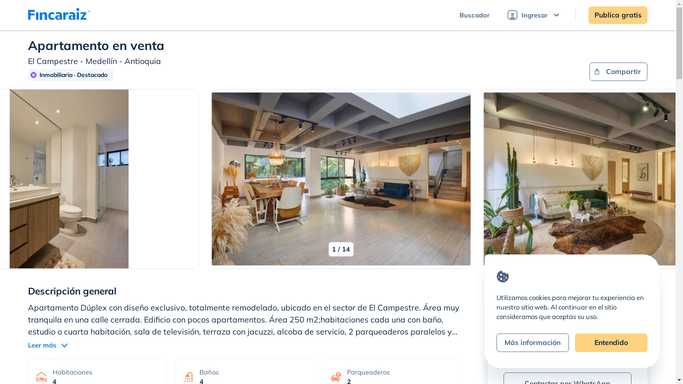 Fincaraiz
Buscador
Ingresar
Publica gratis
Apartamento en venta
El Campestre - Medellín - Antioquia
Inmobiliaria - Destacado
Compartir
1 / 14
Descripción general
Apartamento Dúplex con diseño exclusivo, totalmente remodelado, ubicado en el sector de El Campestre. Área muy
tranquila en una calle cerrada. Edificio con pocos apartamentos. Área 250 m2;habitaciones cada una con baño,
estudio o cuarta habitación, sala de televisión, terraza con jacuzzi, alcoba de servicio, 2 parqueaderos paralelos y...
Leer más
Habitaciones
4
Baños
4
Parqueaderos
2
Utilizamos cookies para mejorar tu experiencia en
nuestro sitio web. Al continuar en el sitio
consideramos que aceptas su uso.
Más información
Entendido
Contactar por WhatsApp